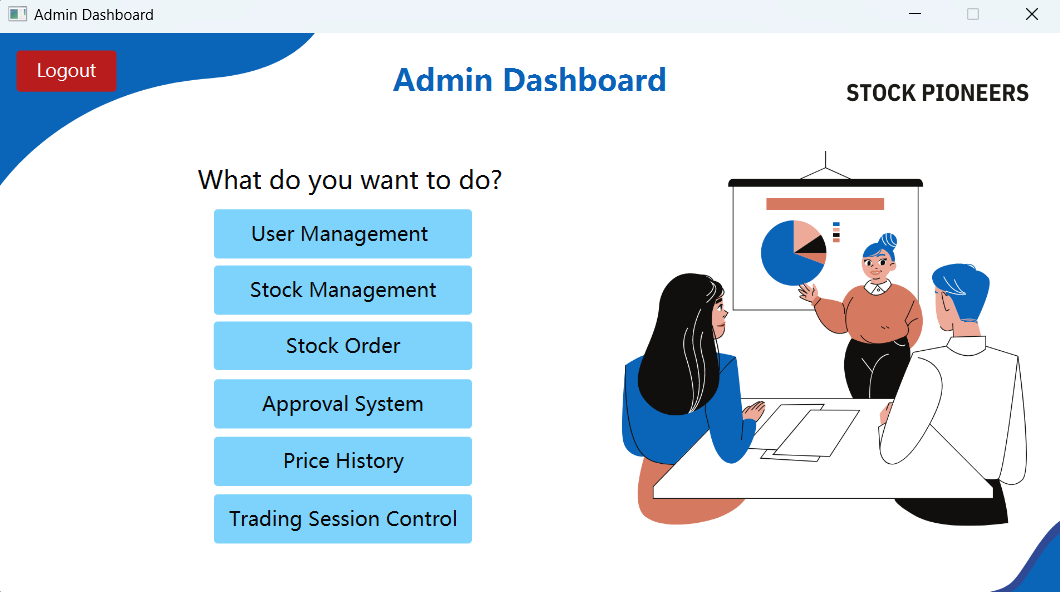 Admin Dashboard
Logout
Admin Dashboard
STOCK PIONEERS
What do you want to do?
User Management
Stock Management
Stock Order
Approval System
Price History
Trading Session Control